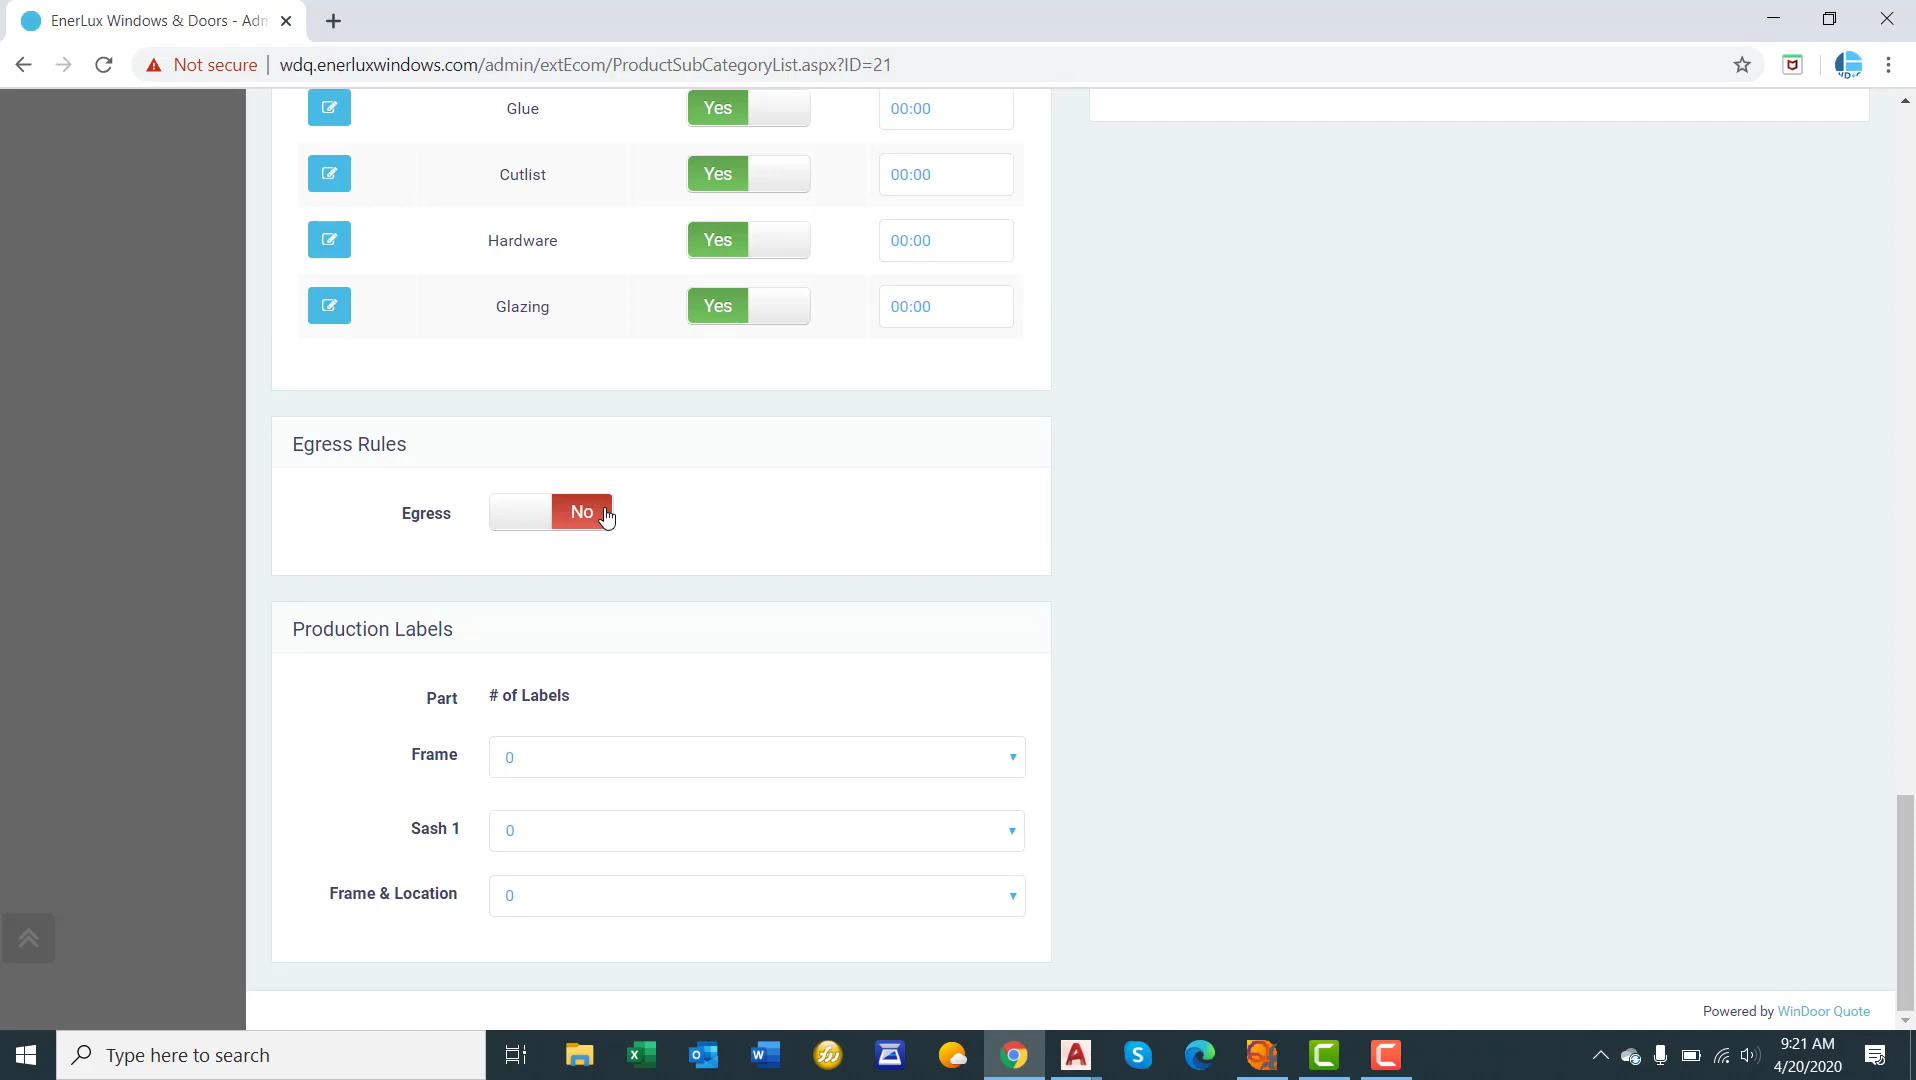 EnerLux Windows & Doors - Adm
Not secure
wdq.enerluxwindows.com/admin/extEcom/ProductSubCategoryList.aspx?ID=21
Glue Yes 00:00
Cutlist Yes 00:00
Hardware Yes 00:00
Glazing Yes 00:00
Egress Rules
Egress No
Production Labels
Part # of Labels
Frame 0
Sash 1 0
Frame & Location 0
Powered by WinDoor Quote
Type here to search
9:21 AM
4/20/2020